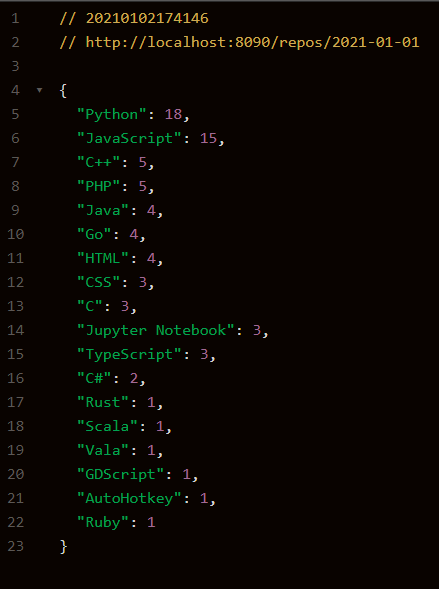 1 // 20210102174146
2 // http://localhost:8090/repos/2021-01-01
3
4 {
5 "Python": 18,
6 "JavaScript": 15,
7 "C++": 5,
8 "PHP": 5,
9 "Java": 4,
10 "Go": 4,
11 "HTML": 4,
12 "CSS": 3,
13 "C": 3,
14 "Jupyter Notebook": 3,
15 "TypeScript": 3,
16 "C#": 2,
17 "Rust": 1,
18 "Scala": 1,
19 "Vala": 1,
20 "GDScript": 1,
21 "AutoHotkey": 1,
22 "Ruby": 1
23 }